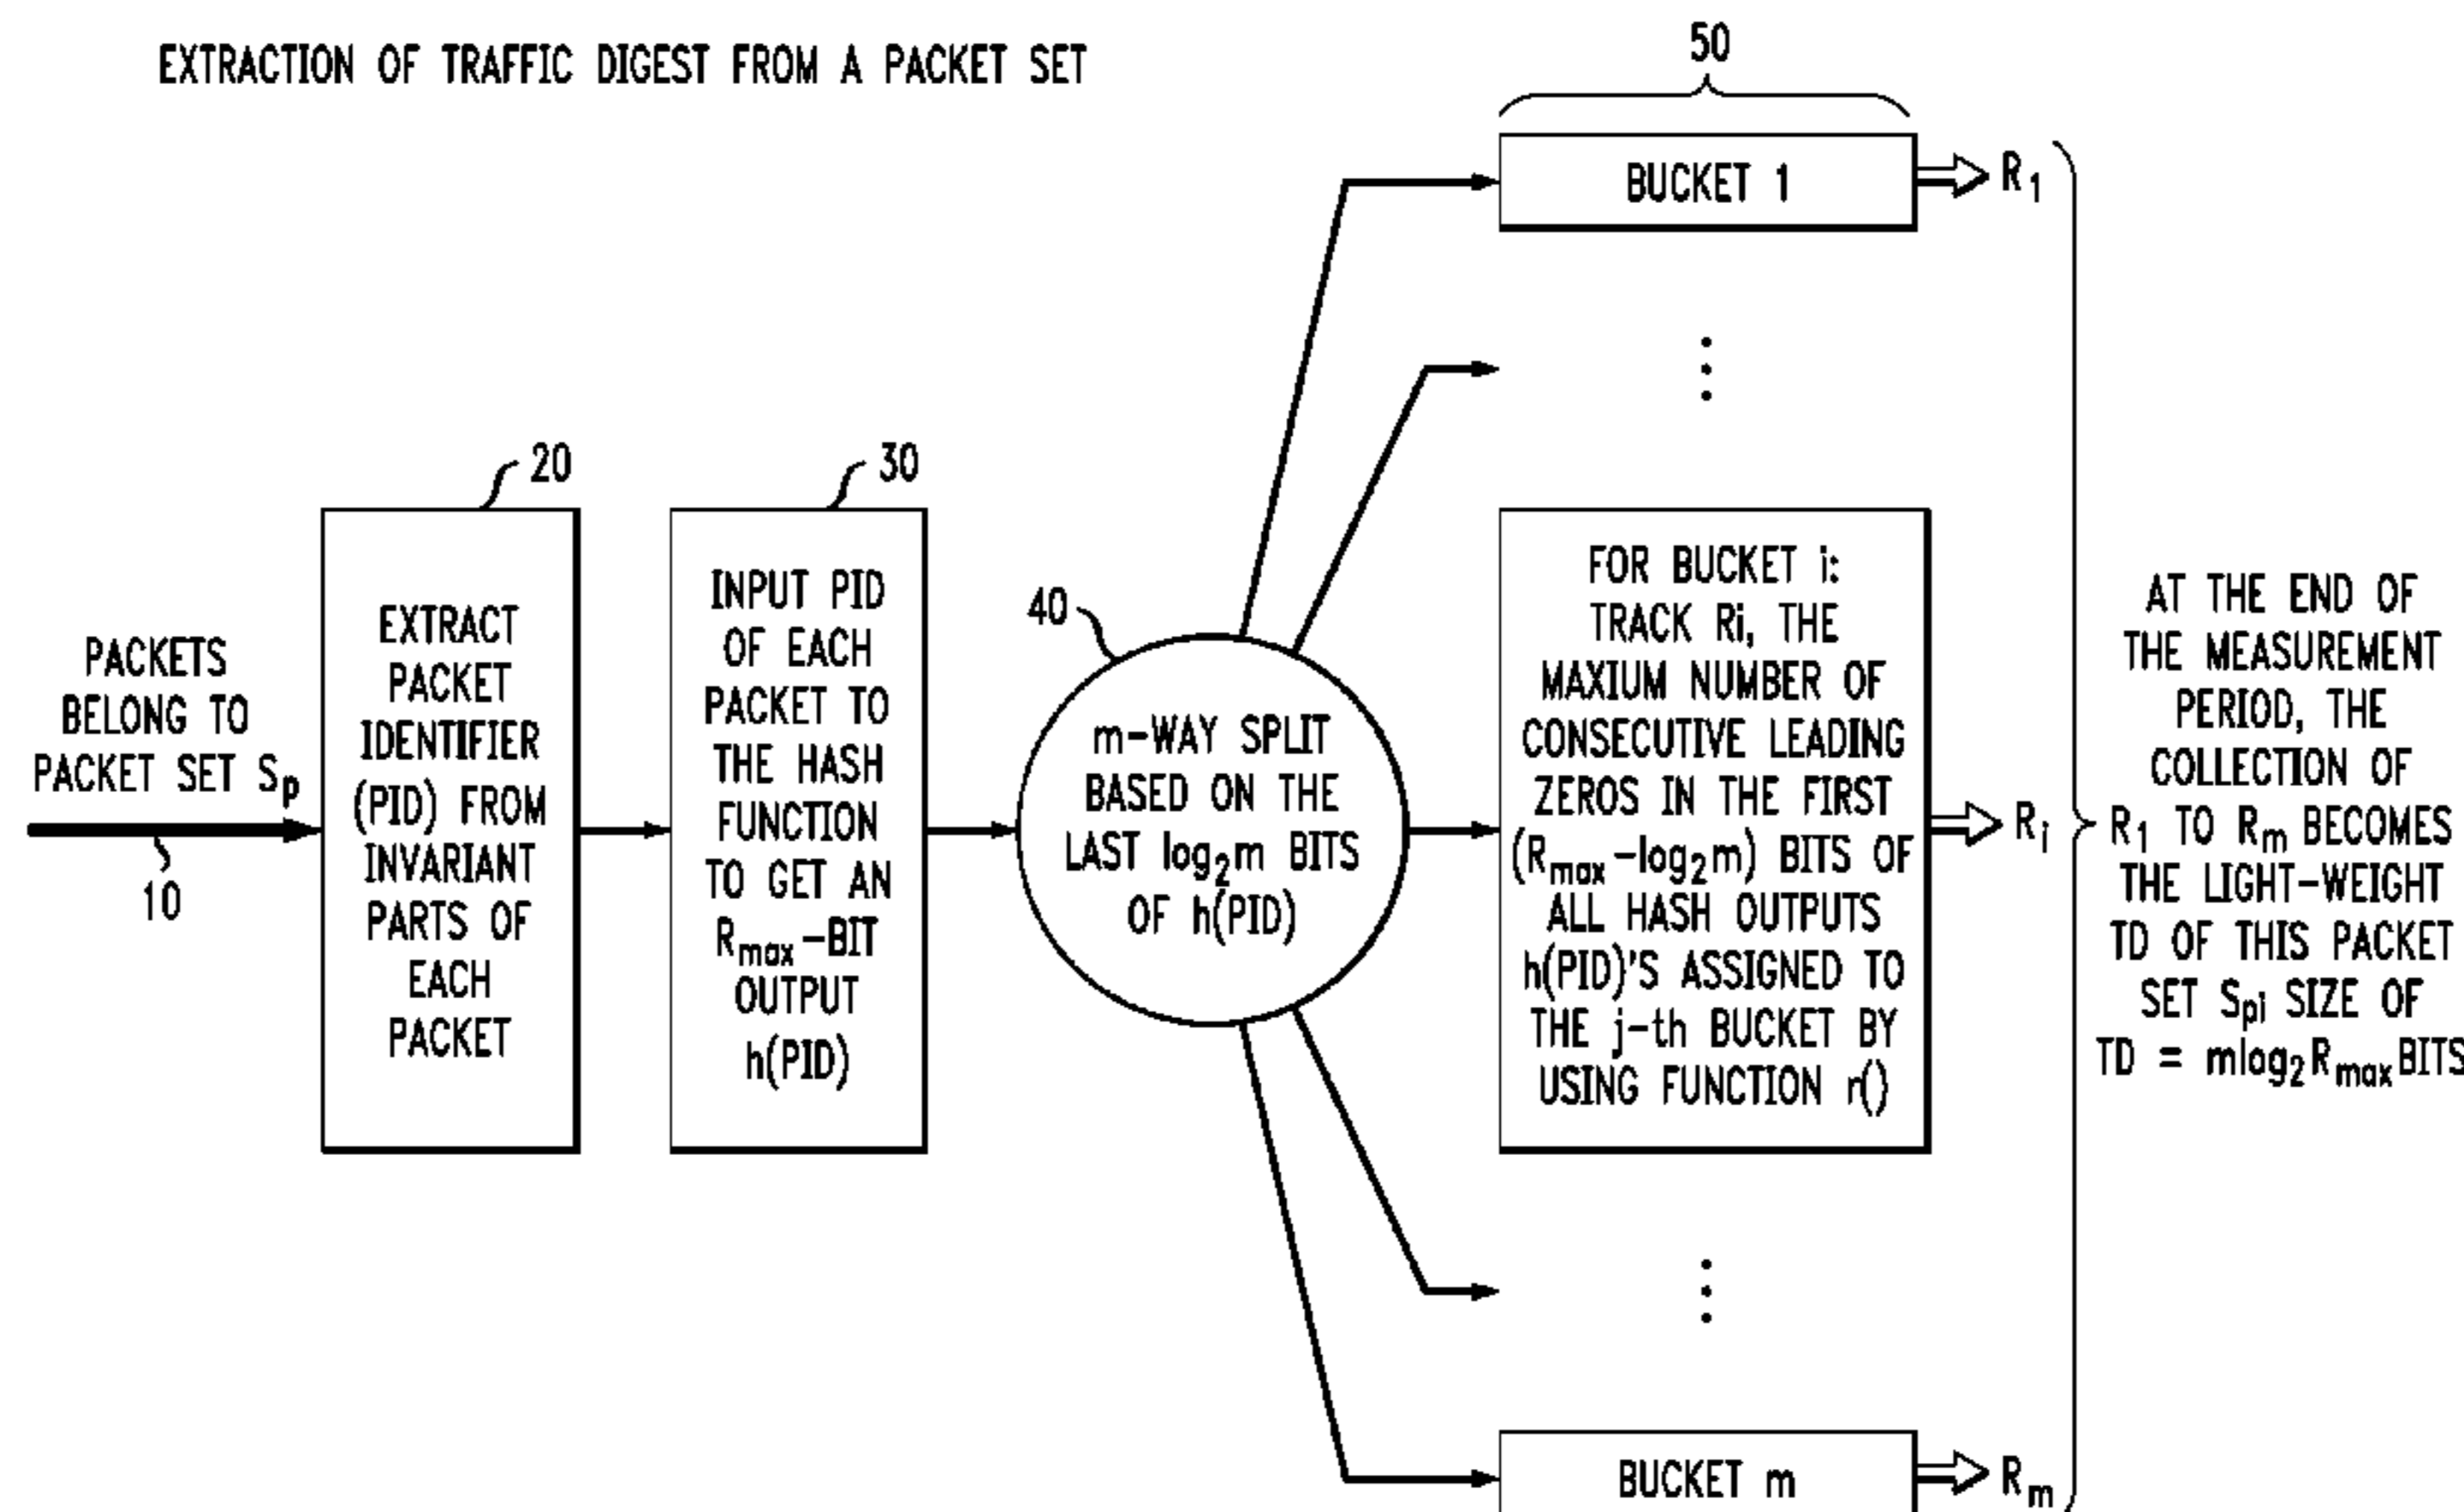 EXTRACTION OF TRAFFIC DIGEST FROM A PACKET SET
PACKETS
BELONG TO
PACKET SET Sp
10
20
EXTRACT
PACKET
IDENTIFIER
(PID) FROM
INVARIANT
PARTS OF
EACH
PACKET
30
INPUT PID
OF EACH
PACKET TO
THE HASH
FUNCTION
TO GET AN
Rmax-BIT
OUTPUT
h(PID)
40
m-WAY SPLIT
BASED ON THE
LAST log2m BITS
OF h(PID)
50
BUCKET 1
R1
FOR BUCKET i:
TRACK Ri, THE
MAXIUM NUMBER OF
CONSECUTIVE LEADING
ZEROS IN THE FIRST
(Rmax-log2m) BITS OF
ALL HASH OUTPUTS
h(PID)'S ASSIGNED TO
THE j-th BUCKET BY
USING FUNCTION r()
Ri
BUCKET m
Rm
AT THE END OF
THE MEASUREMENT
PERIOD, THE
COLLECTION OF
R1 TO Rm BECOMES
THE LIGHT-WEIGHT
TD OF THIS PACKET
SET Spi SIZE OF
TD = mlog2Rmax BITS